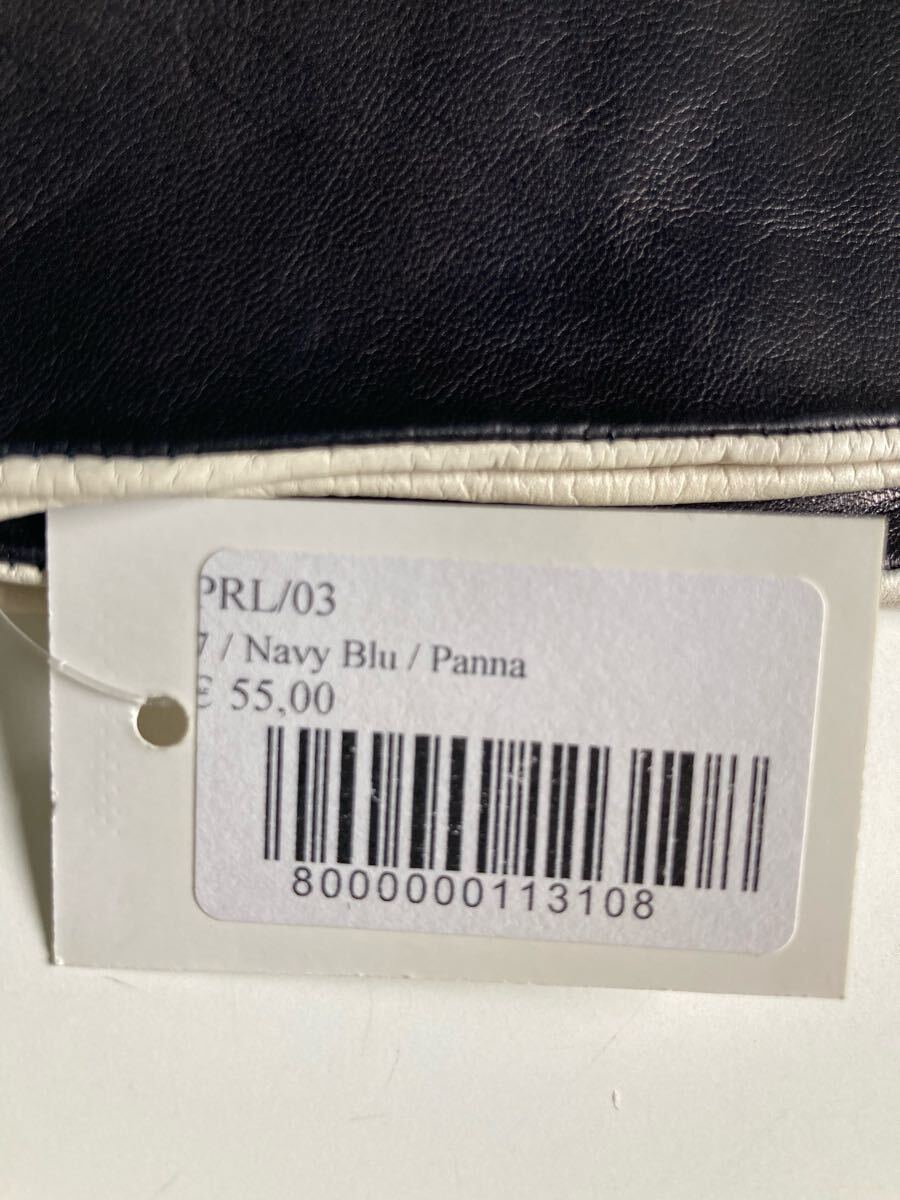 PRL/03
7 / Navy Blu / Panna
€ 55,00
8000000113108